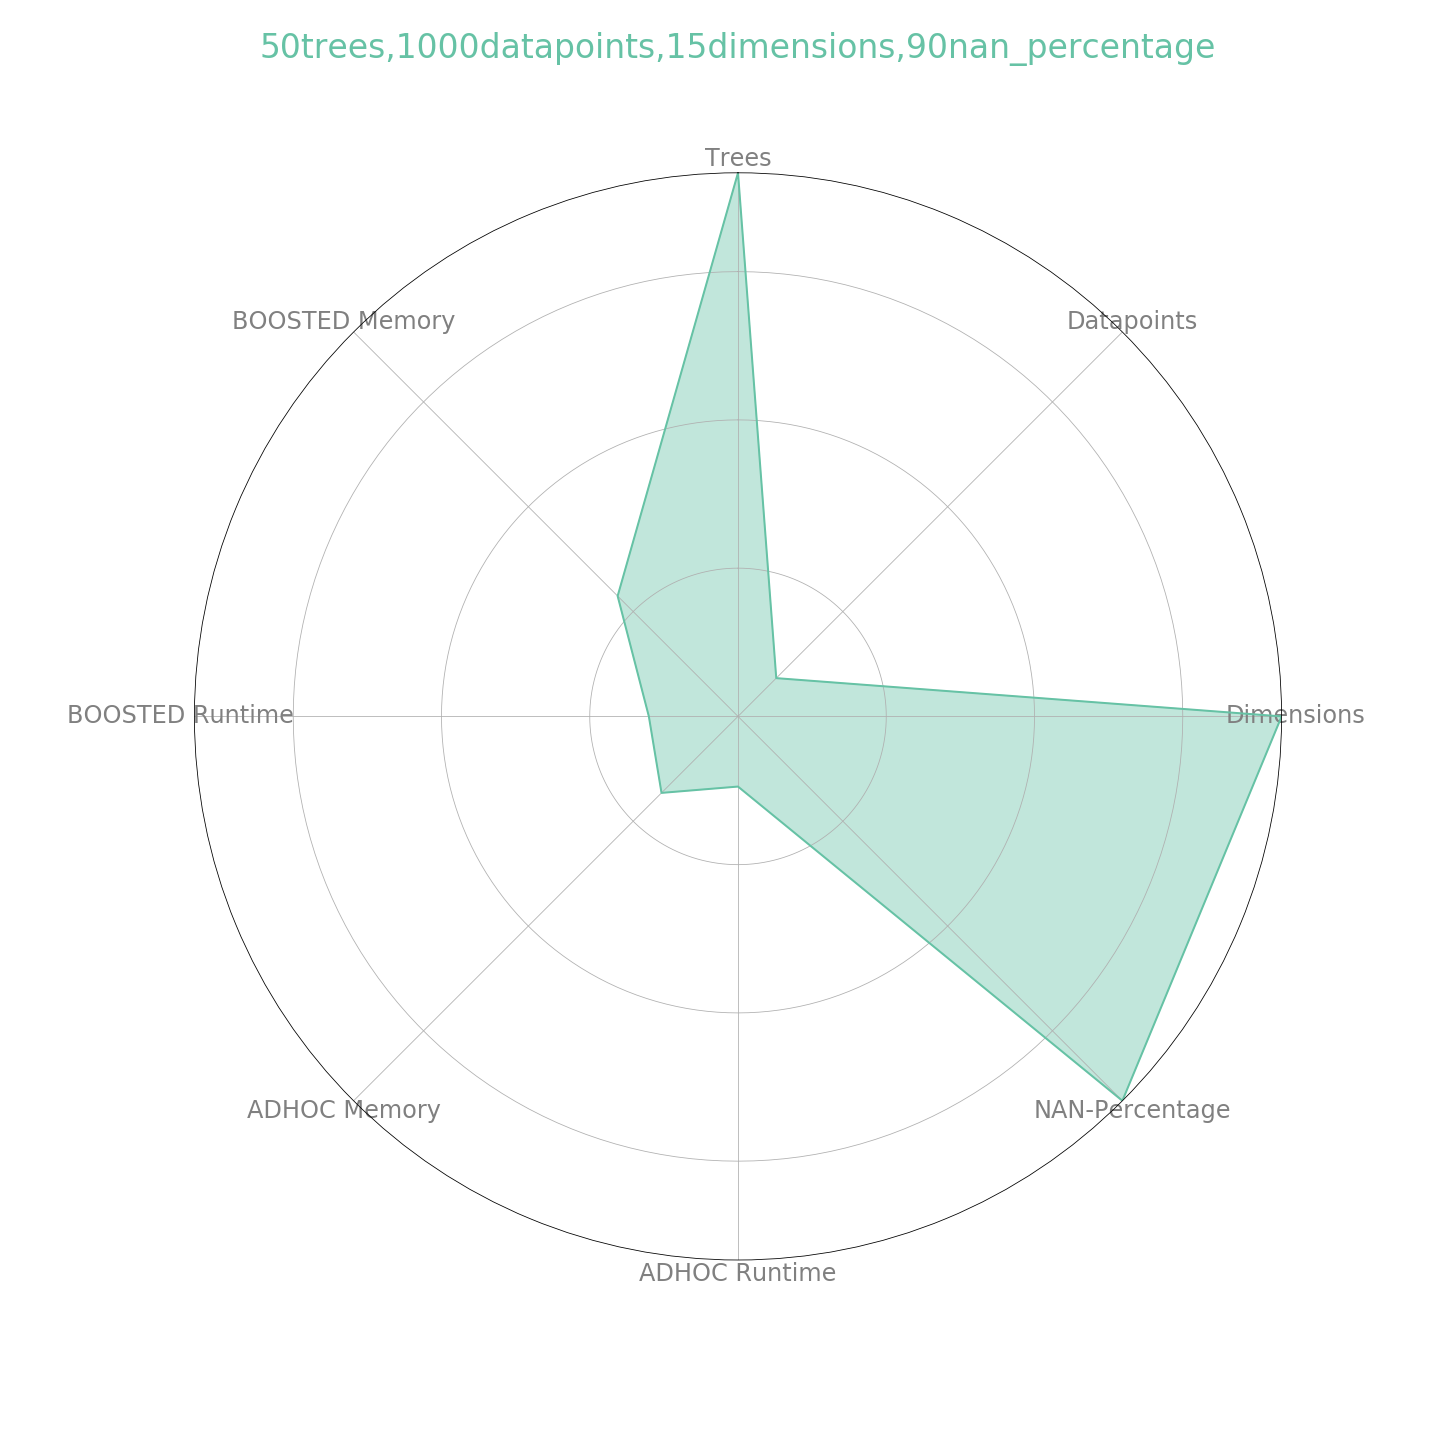 50trees,1000datapoints,15dimensions,90nan_percentage
Trees
BOOSTED Memory
Datapoints
BOOSTED Runtime
Dimensions
ADHOC Memory
NAN-Percentage
ADHOC Runtime